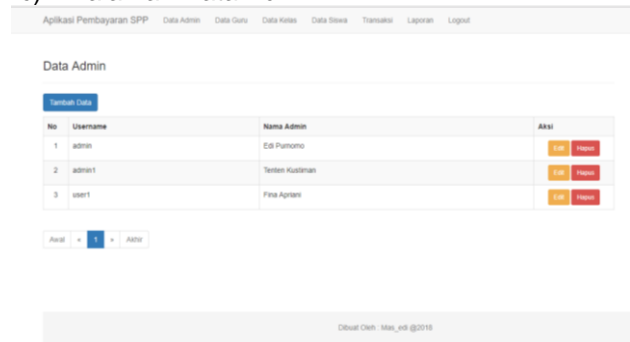 Aplikasi Pembayaran SPP Data Admin Data Guru Data Kelas Data Siswa Transaksi Laporan Logout
Data Admin
Tambah Data
No Username Nama Admin Aksi
1 admin Edi Purnomo Edit Hapus
2 admin1 Tenten Kustiman Edit Hapus
3 user1 Fina Apriani Edit Hapus
Awal « 1 » Akhir
Dibuat Oleh : Mas_edi @2018